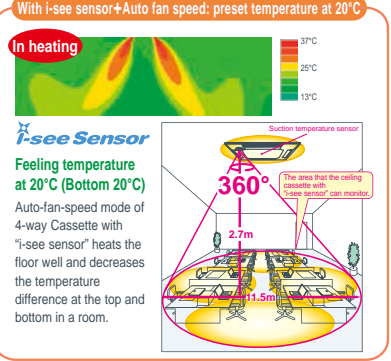 With i-see sensor+Auto fan speed: preset temperature at 20°C
In heating
37°C
25°C
13°C
i-see Sensor
Feeling temperature
at 20°C (Bottom 20°C)
Auto-fan-speed mode of
4-way Cassette with
“i-see sensor” heats the
floor well and decreases
the temperature
difference at the top and
bottom in a room.
Suction temperature sensor
360°
The area that the ceiling
cassette with
“i-see sensor” can monitor.
2.7m
11.5m